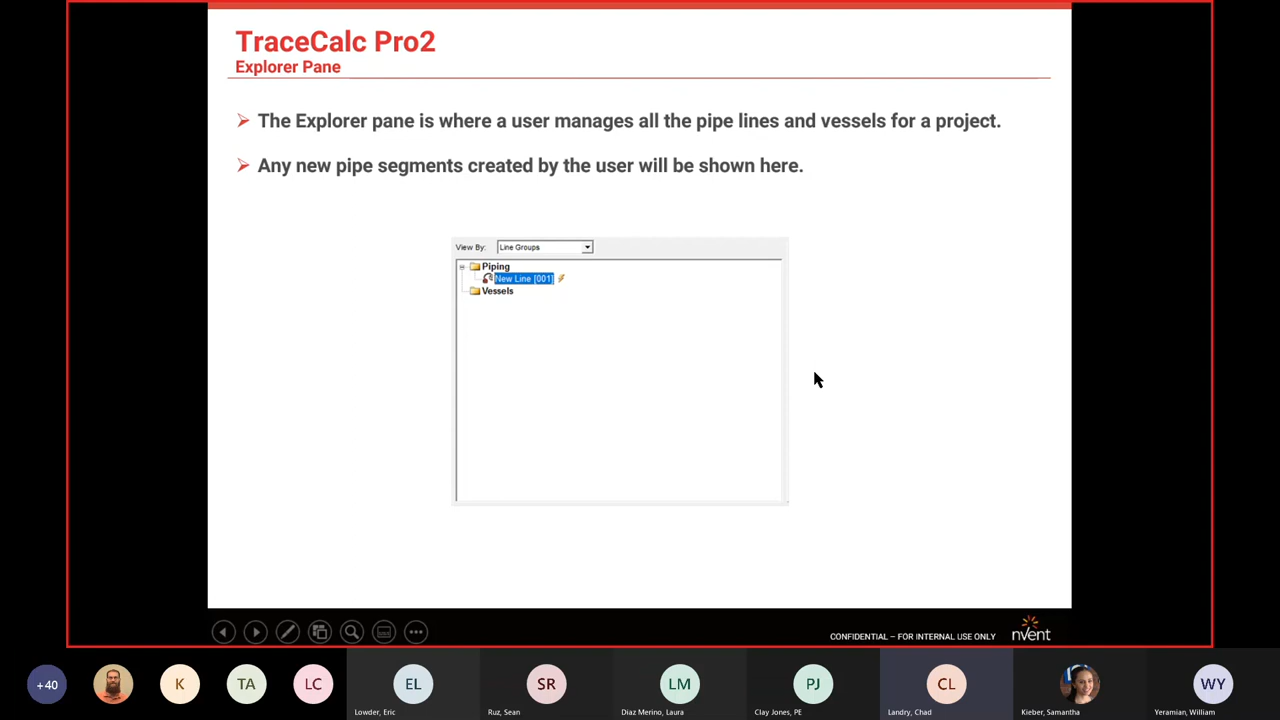 TraceCalc Pro2
Explorer Pane
The Explorer pane is where a user manages all the pipe lines and vessels for a project.
Any new pipe segments created by the user will be shown here.
View By: Line Groups
Piping
New Line [001]
Vessels
CONFIDENTIAL – FOR INTERNAL USE ONLY
nVent
+40
K
TA
LC
EL
SR
LM
PJ
CL
WY
Lowder, Eric
Ruz, Sean
Diaz Merino, Laura
Clay Jones, PE
Landry, Chad
Kieber, Samantha
Yeramian, William